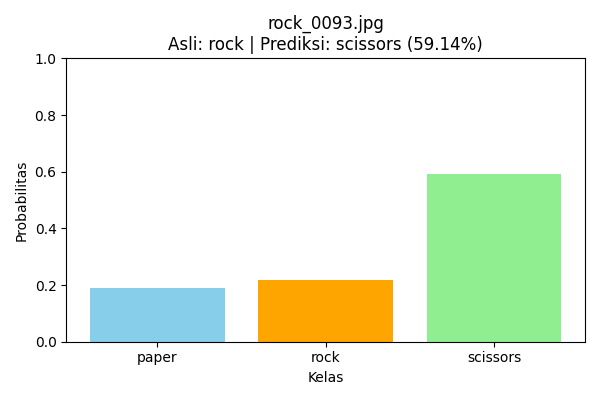 rock_0093.jpg
Asli: rock | Prediksi: scissors (59.14%)
1.0
0.8
0.6
0.4
0.2
0.0
Probabilitas
paper
rock
scissors
Kelas